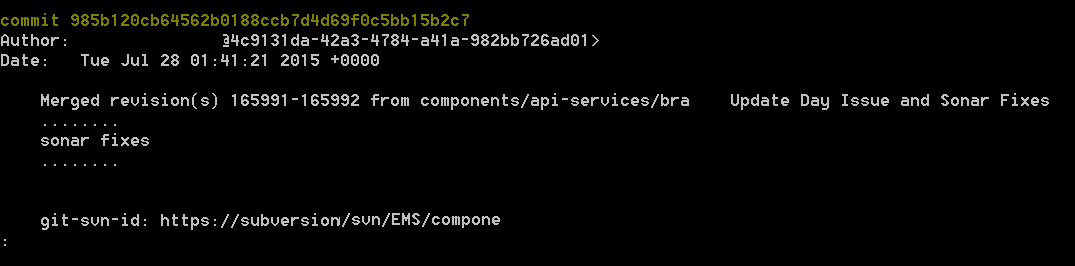 commit 985b120cb64562b0188ccb7d4d69f0c5bb15b2c7
Author: @4c9131da-42a3-4784-a41a-982bb726ad01>
Date: Tue Jul 28 01:41:21 2015 +0000
Merged revision(s) 165991-165992 from components/api-services/bra Update Day Issue and Sonar Fixes
........
sonar fixes
........
git-svn-id: https://subversion/svn/EMS/compone
: